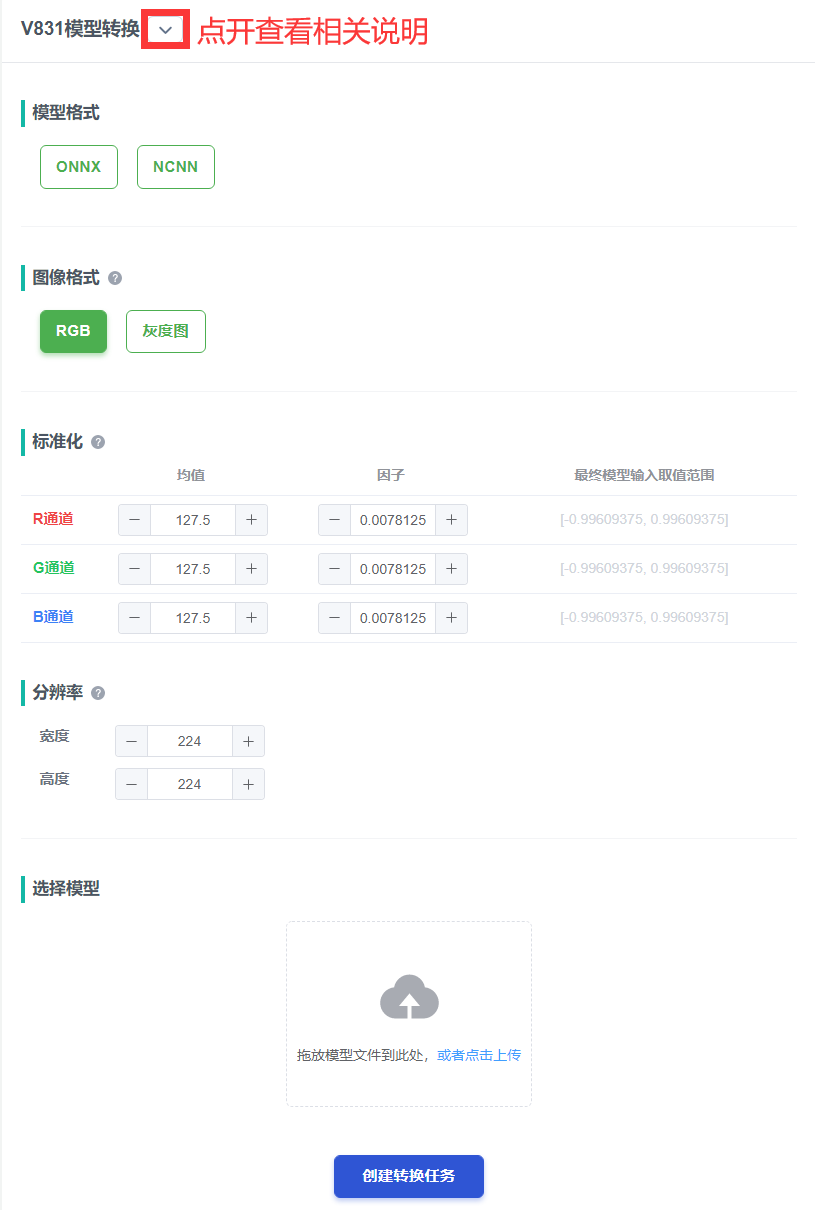 V831模型转换 点开查看相关说明
模型格式
ONNX NCNN
图像格式 ?
RGB 灰度图
标准化 ?
均值 因子 最终模型输入取值范围
R通道 − 127.5 + − 0.0078125 + [-0.99609375, 0.99609375]
G通道 − 127.5 + − 0.0078125 + [-0.99609375, 0.99609375]
B通道 − 127.5 + − 0.0078125 + [-0.99609375, 0.99609375]
分辨率 ?
宽度 − 224 +
高度 − 224 +
选择模型
拖放模型文件到此处，或者点击上传
创建转换任务